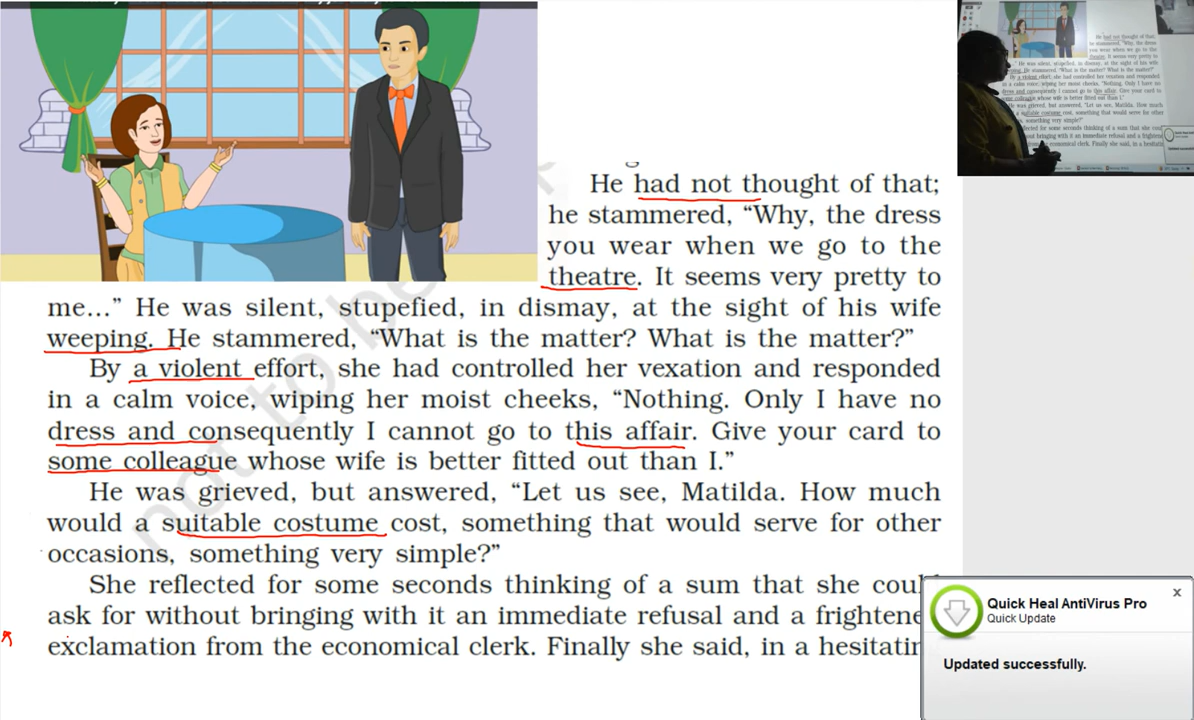 He had not thought of that;
he stammered, “Why, the dress
you wear when we go to the
theatre. It seems very pretty to
me...” He was silent, stupefied, in dismay, at the sight of his wife
weeping. He stammered, “What is the matter? What is the matter?”
By a violent effort, she had controlled her vexation and responded
in a calm voice, wiping her moist cheeks, “Nothing. Only I have no
dress and consequently I cannot go to this affair. Give your card to
some colleague whose wife is better fitted out than I.”
He was grieved, but answered, “Let us see, Matilda. How much
would a suitable costume cost, something that would serve for other
occasions, something very simple?”
She reflected for some seconds thinking of a sum that she coul
ask for without bringing with it an immediate refusal and a frightene
exclamation from the economical clerk. Finally she said, in a hesitatin
not to be
Quick Heal AntiVirus Pro
Quick Update
Updated successfully.